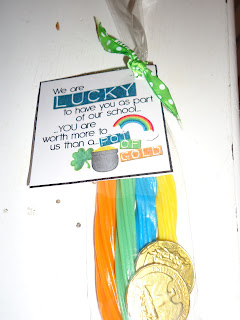 We are
LUCKY
to have you as part
of our school...
...YOU are
worth more to
us than a...POT
OF
GOLD